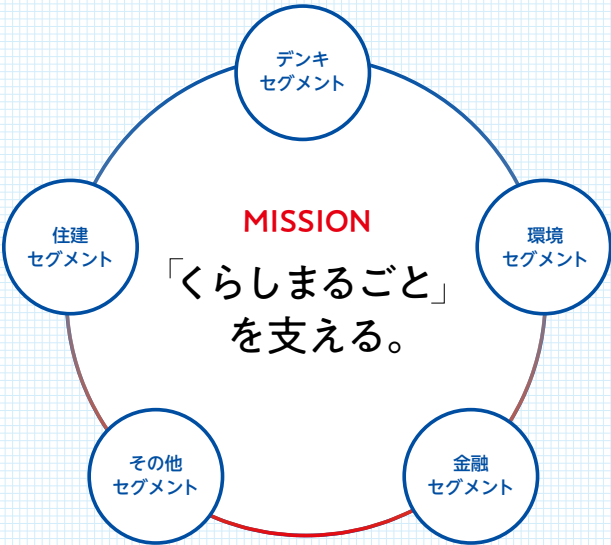 デンキ
セグメント
住建
セグメント
環境
セグメント
MISSION
「くらしまるごと」
を支える。
その他
セグメント
金融
セグメント